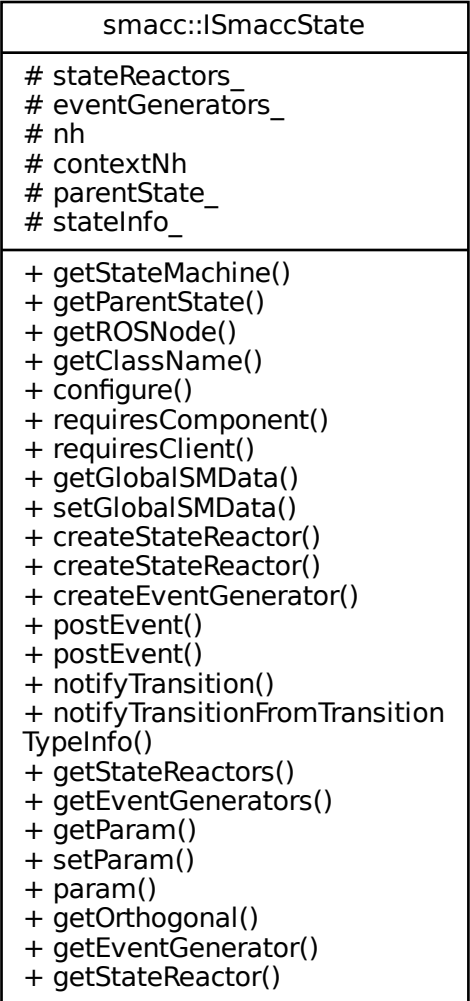 smacc::ISmaccState
# stateReactors_
# eventGenerators_
# nh
# contextNh
# parentState_
# stateInfo_
+ getStateMachine()
+ getParentState()
+ getROSNode()
+ getClassName()
+ configure()
+ requiresComponent()
+ requiresClient()
+ getGlobalSMData()
+ setGlobalSMData()
+ createStateReactor()
+ createStateReactor()
+ createEventGenerator()
+ postEvent()
+ postEvent()
+ notifyTransition()
+ notifyTransitionFromTransition
TypeInfo()
+ getStateReactors()
+ getEventGenerators()
+ getParam()
+ setParam()
+ param()
+ getOrthogonal()
+ getEventGenerator()
+ getStateReactor()